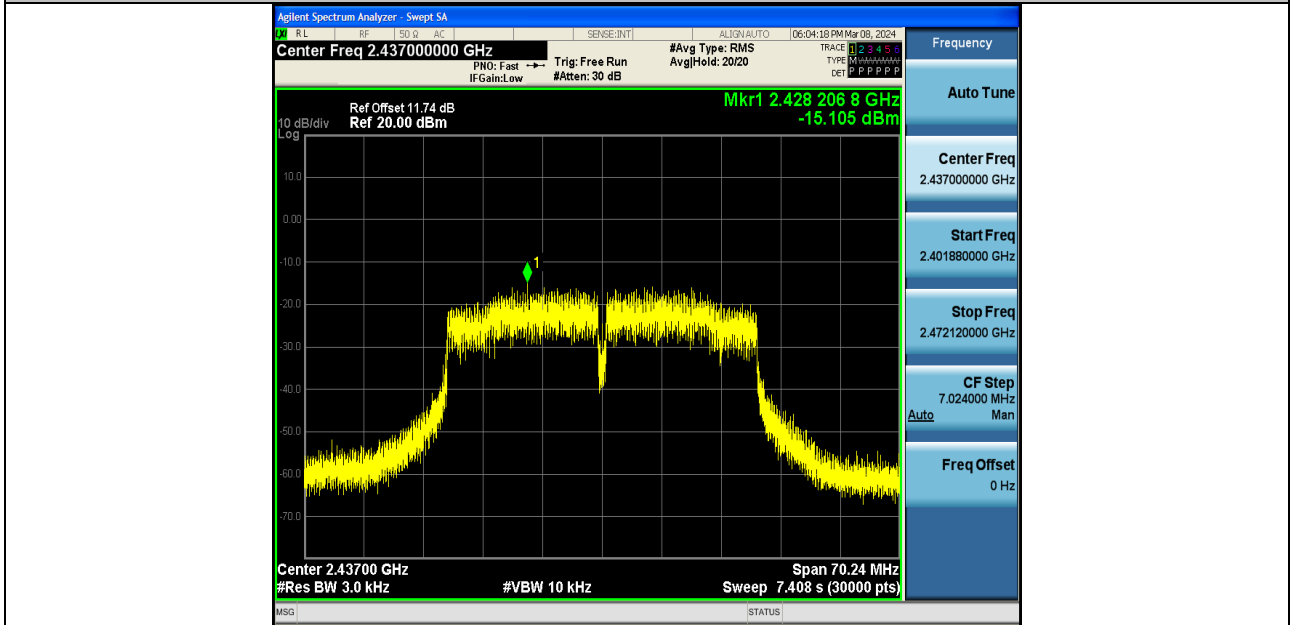 Agilent Spectrum Analyzer - Swept SA
LXI RL RF 50 Ω AC SENSE:INT ALIGN AUTO 06:04:18 PM Mar 08, 2024
Center Freq 2.437000000 GHz
PNO: Fast
IFGain:Low
Trig: Free Run
#Atten: 30 dB
#Avg Type: RMS
Avg|Hold: 20/20
TRACE 1 2 3 4 5 6
TYPE M
DET P P P P P P
Ref Offset 11.74 dB
10 dB/div Ref 20.00 dBm
Log
Mkr1 2.428 206 8 GHz
-15.105 dBm
10.0
0.00
-10.0
-20.0
-30.0
-40.0
-50.0
-60.0
-70.0
1
Center 2.43700 GHz Span 70.24 MHz
#Res BW 3.0 kHz #VBW 10 kHz Sweep 7.408 s (30000 pts)
MSG STATUS
Frequency
Auto Tune
Center Freq
2.437000000 GHz
Start Freq
2.401880000 GHz
Stop Freq
2.472120000 GHz
CF Step
7.024000 MHz
Auto Man
Freq Offset
0 Hz